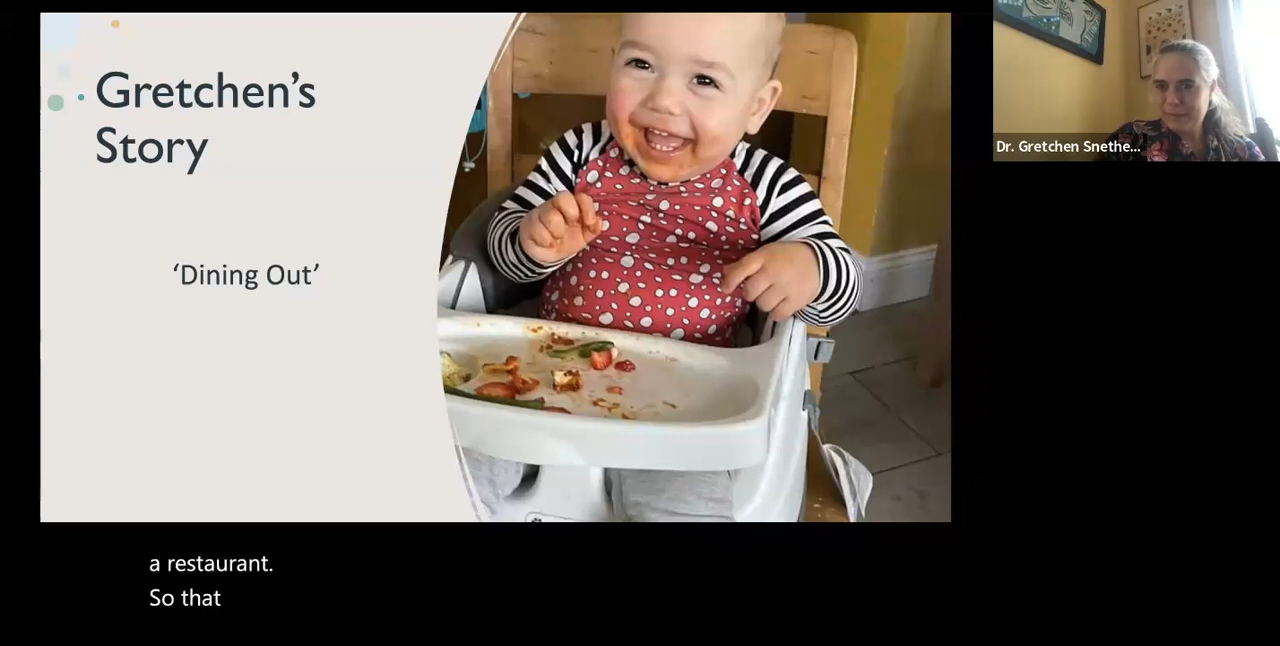 Gretchen’s
Story
‘Dining Out’
Dr. Gretchen Snethe...
a restaurant.
So that